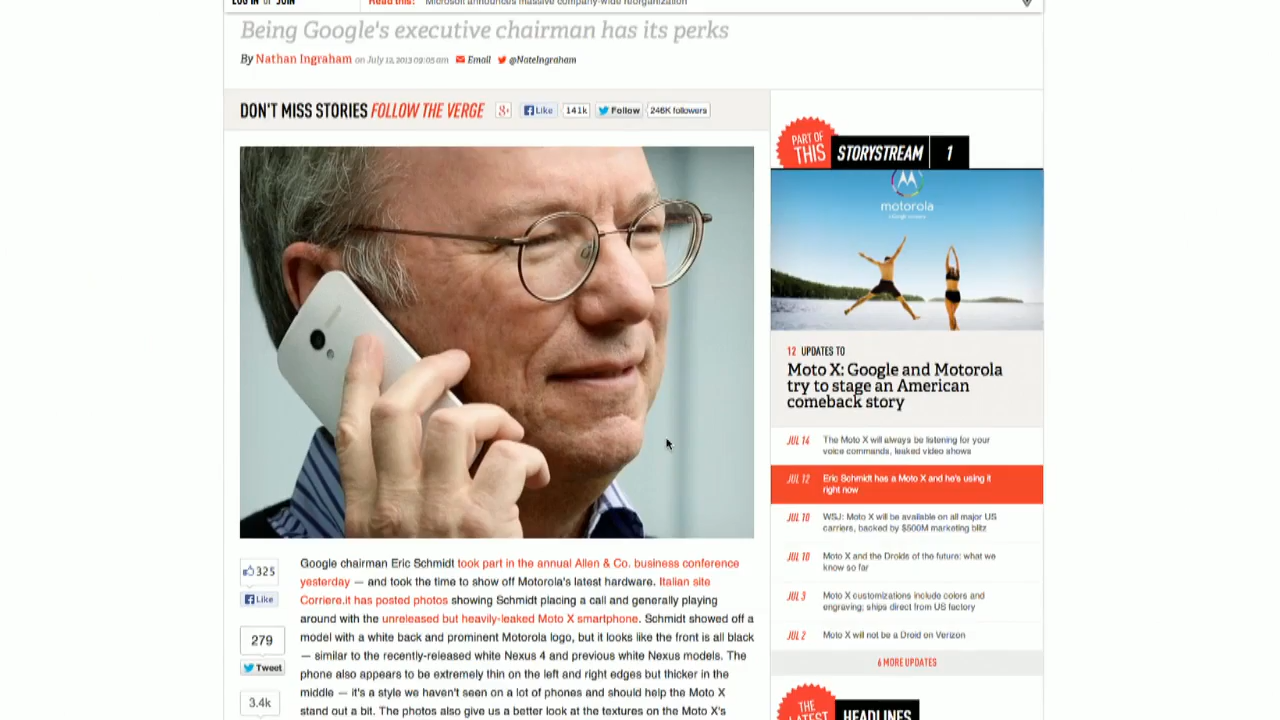 LOG IN or JOIN
Read this: Microsoft announces massive company-wide reorganization
Being Google's executive chairman has its perks
By Nathan Ingraham on July 12, 2013 09:05 am Email @NateIngraham
DON'T MISS STORIES FOLLOW THE VERGE
Like 141k Follow 246K followers
PART OF THIS STORYSTREAM 1
motorola
12 UPDATES TO
Moto X: Google and Motorola
try to stage an American
comeback story
JUL 14 The Moto X will always be listening for your
voice commands, leaked video shows
JUL 12 Eric Schmidt has a Moto X and he's using it
right now
JUL 10 WSJ: Moto X will be available on all major US
carriers, backed by $500M marketing blitz
JUL 10 Moto X and the Droids of the future: what we
know so far
JUL 3 Moto X customizations include colors and
engraving; ships direct from US factory
JUL 2 Moto X will not be a Droid on Verizon
6 MORE UPDATES
THE LATEST HEADLINES
325
Like
279
Tweet
3.4k
Google chairman Eric Schmidt took part in the annual Allen & Co. business conference
yesterday — and took the time to show off Motorola's latest hardware. Italian site
Corriere.it has posted photos showing Schmidt placing a call and generally playing
around with the unreleased but heavily-leaked Moto X smartphone. Schmidt showed off a
model with a white back and prominent Motorola logo, but it looks like the front is all black
— similar to the recently-released white Nexus 4 and previous white Nexus models. The
phone also appears to be extremely thin on the left and right edges but thicker in the
middle — it's a style we haven't seen on a lot of phones and should help the Moto X
stand out a bit. The photos also give us a better look at the textures on the Moto X's